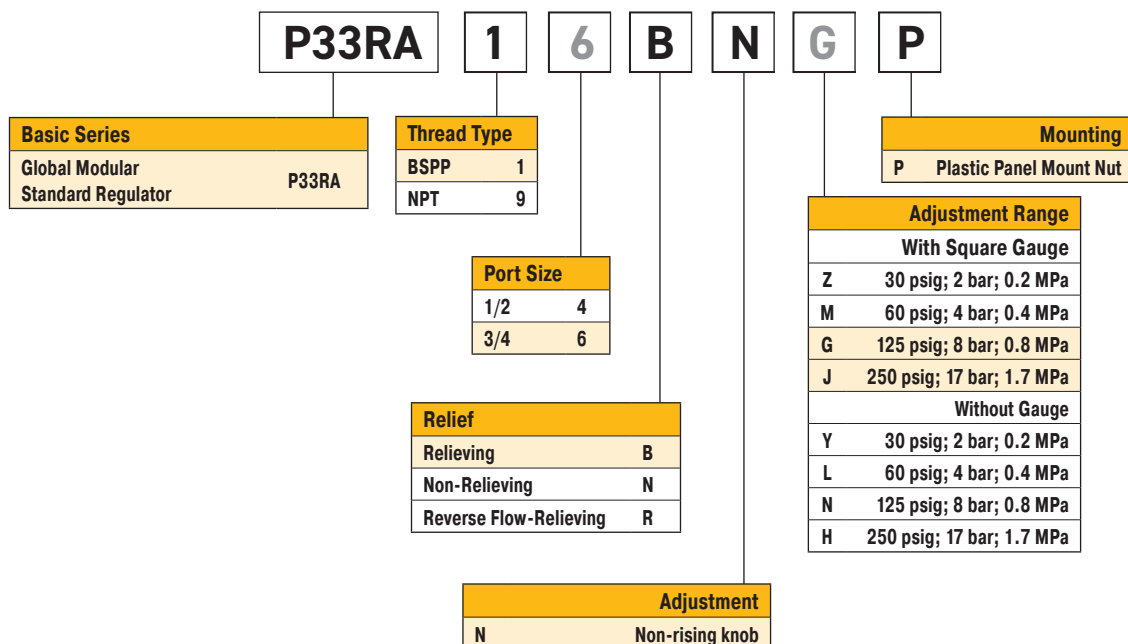 P33RA 1 6 B N G P
Basic Series
Global Modular
Standard Regulator P33RA
Thread Type
BSPP 1
NPT 9
Port Size
1/2 4
3/4 6
Relief
Relieving B
Non-Relieving N
Reverse Flow-Relieving R
Adjustment
N Non-rising knob
Mounting
P Plastic Panel Mount Nut
Adjustment Range
With Square Gauge
Z 30 psig; 2 bar; 0.2 MPa
M 60 psig; 4 bar; 0.4 MPa
G 125 psig; 8 bar; 0.8 MPa
J 250 psig; 17 bar; 1.7 MPa
Without Gauge
Y 30 psig; 2 bar; 0.2 MPa
L 60 psig; 4 bar; 0.4 MPa
N 125 psig; 8 bar; 0.8 MPa
H 250 psig; 17 bar; 1.7 MPa